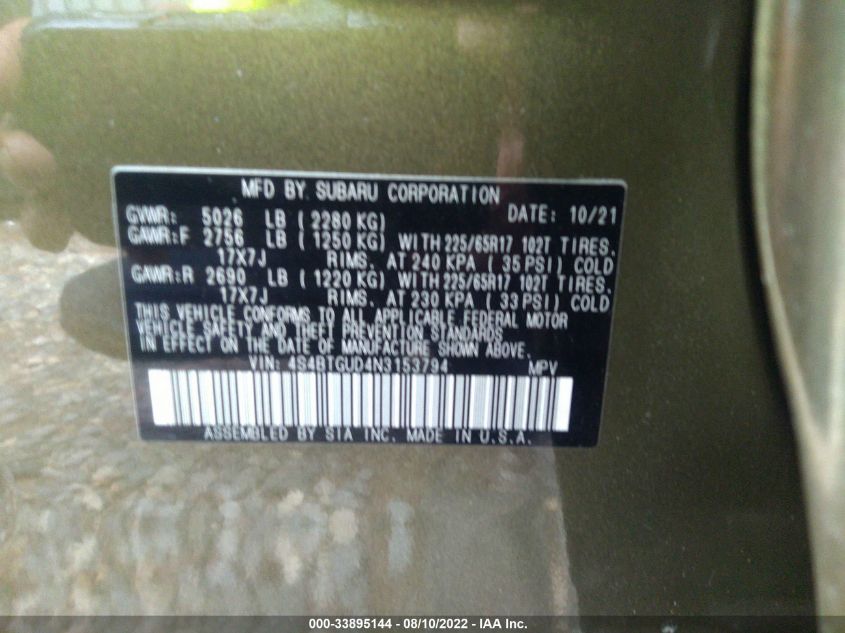 MFD BY SUBARU CORPORATION
GVWR: 5026 LB ( 2280 KG) DATE: 10/21
GAWR:F 2756 LB ( 1250 KG) WITH 225/65R17 102T TIRES.
17X7J RIMS. AT 240 KPA ( 35 PSI) COLD
GAWR:R 2690 LB ( 1220 KG) WITH 225/65R17 102T TIRES.
17X7J RIMS. AT 230 KPA ( 33 PSI) COLD
THIS VEHICLE CONFORMS TO ALL APPLICABLE FEDERAL MOTOR
VEHICLE SAFETY AND THEFT PREVENTION STANDARDS
IN EFFECT ON THE DATE OF MANUFACTURE SHOWN ABOVE.
VIN: 4S4BTGUD4N3153794 MPV
ASSEMBLED BY SIA INC. MADE IN U.S.A.
000-33895144 - 08/10/2022 - IAA Inc.